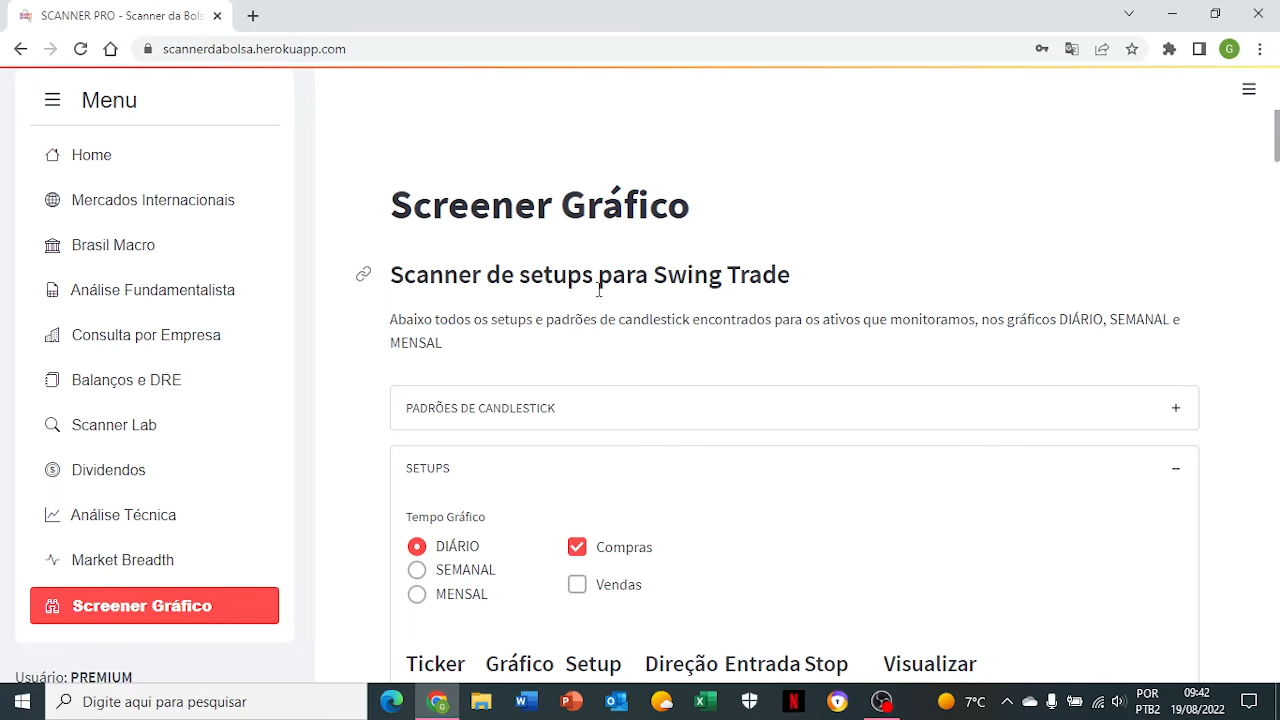 SCANNER PRO - Scanner da Bols
scannerdabolsa.herokuapp.com
G
Menu
Home
Mercados Internacionais
Brasil Macro
Análise Fundamentalista
Consulta por Empresa
Balanços e DRE
Scanner Lab
Dividendos
Análise Técnica
Market Breadth
Screener Gráfico
Usuário: PREMIUM
Screener Gráfico
Scanner de setups para Swing Trade
Abaixo todos os setups e padrões de candlestick encontrados para os ativos que monitoramos, nos gráficos DIÁRIO, SEMANAL e
MENSAL
PADRÕES DE CANDLESTICK
SETUPS
Tempo Gráfico
DIÁRIO
SEMANAL
MENSAL
Compras
Vendas
Ticker Gráfico Setup Direção Entrada Stop Visualizar
Digite aqui para pesquisar
7°C
POR
PTB2
09:42
19/08/2022